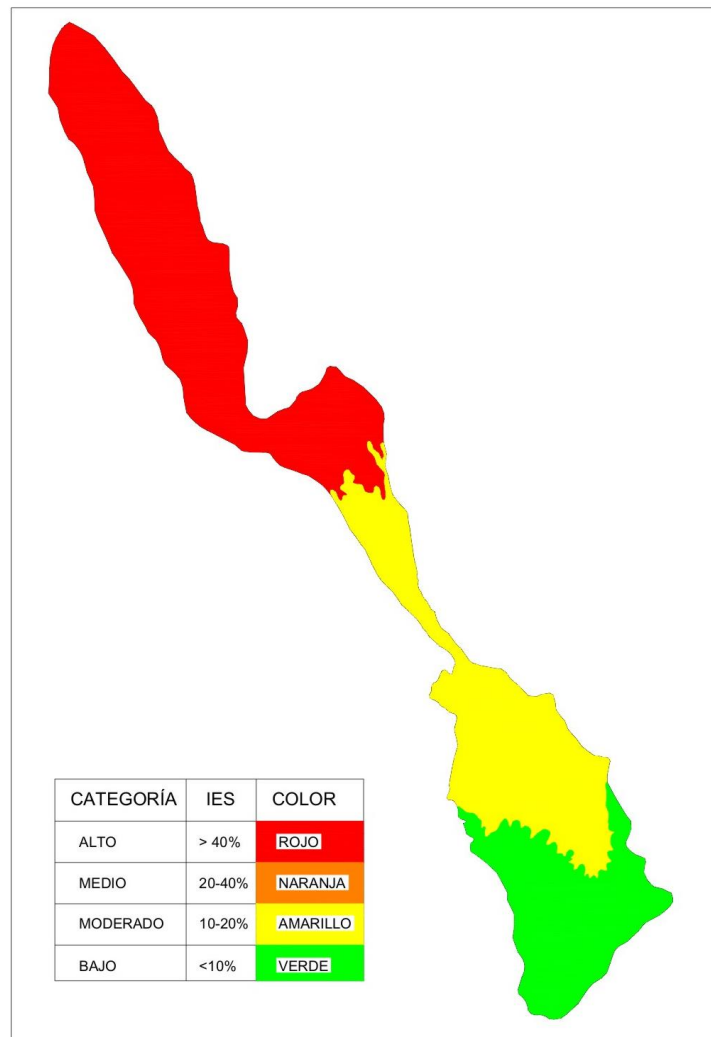 CATEGORÍA IES COLOR
ALTO > 40% ROJO
MEDIO 20-40% NARANJA
MODERADO 10-20% AMARILLO
BAJO <10% VERDE